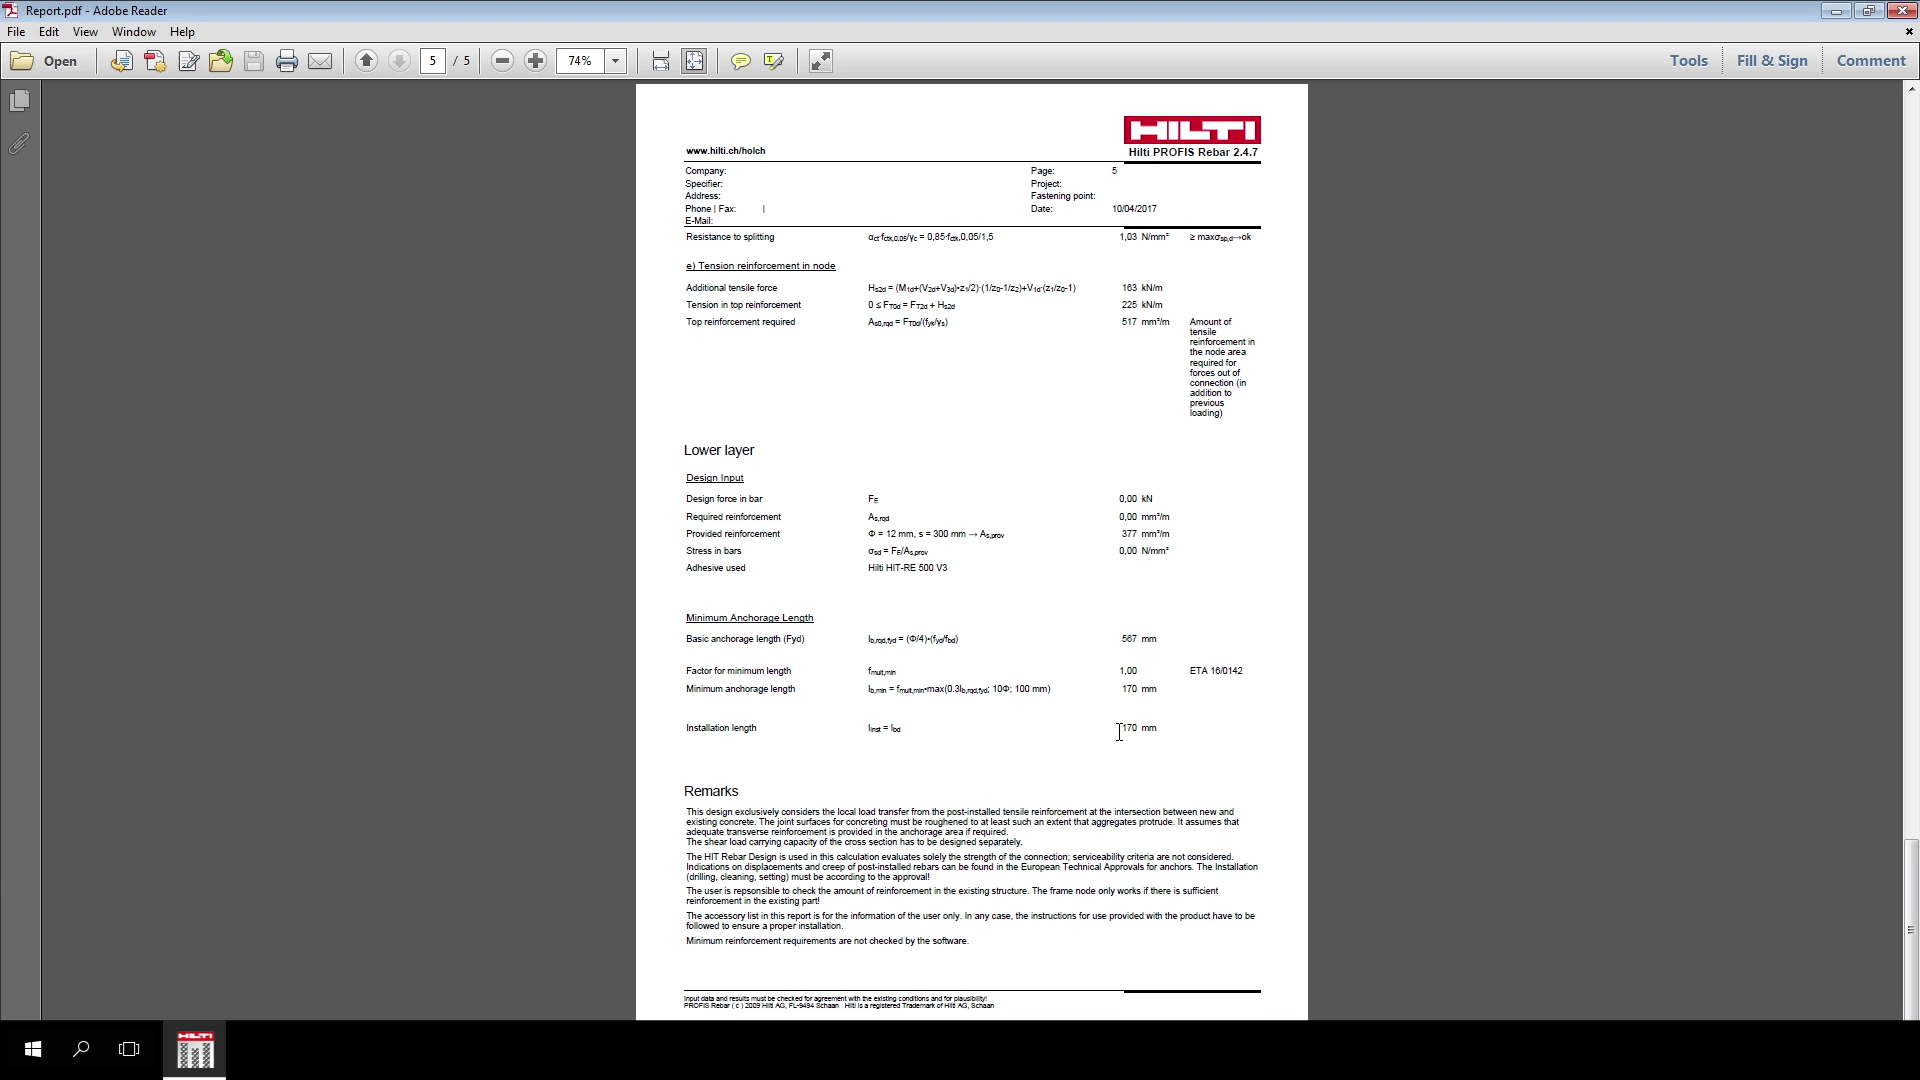 Report.pdf - Adobe Reader
File Edit View Window Help
Open 5 / 5 74% Tools Fill & Sign Comment
HILTI
www.hilti.ch/holch Hilti PROFIS Rebar 2.4.7
Company: Page: 5
Specifier: Project:
Address: Fastening point:
Phone | Fax: | Date: 10/04/2017
E-Mail:
Resistance to splitting αct·fctk,0.05/γc = 0,85·fctk,0,05/1,5 1,03 N/mm² ≥ maxσsp,d→ok
e) Tension reinforcement in node
Additional tensile force Hs2d = (M1d+(V2d+V3d)•z1/2)·(1/z0-1/z2)+V1d·(z1/z0-1) 163 kN/m
Tension in top reinforcement 0 ≤ FT0d = FT2d + Hs2d 225 kN/m
Top reinforcement required As0,rqd = FT0d/(fyk/γs) 517 mm²/m Amount of
tensile
reinforcement in
the node area
required for
forces out of
connection (in
addition to
previous
loading)
Lower layer
Design Input
Design force in bar FE 0,00 kN
Required reinforcement As,rqd 0,00 mm²/m
Provided reinforcement Φ = 12 mm, s = 300 mm → As,prov 377 mm²/m
Stress in bars σsd = FE/As,prov 0,00 N/mm²
Adhesive used Hilti HIT-RE 500 V3
Minimum Anchorage Length
Basic anchorage length (Fyd) lb,rqd,fyd = (Φ/4)•(fyd/fbd) 567 mm
Factor for minimum length fmult,min 1,00 ETA 16/0142
Minimum anchorage length lb,min = fmult,min•max(0.3lb,rqd,fyd; 10Φ; 100 mm) 170 mm
Installation length linst = lbd 170 mm
Remarks
This design exclusively considers the local load transfer from the post-installed tensile reinforcement at the intersection between new and
existing concrete. The joint surfaces for concreting must be roughened to at least such an extent that aggregates protrude. It assumes that
adequate transverse reinforcement is provided in the anchorage area if required.
The shear load carrying capacity of the cross section has to be designed separately.
The HIT Rebar Design is used in this calculation evaluates solely the strength of the connection; serviceability criteria are not considered.
Indications on displacements and creep of post-installed rebars can be found in the European Technical Approvals for anchors. The Installation
(drilling, cleaning, setting) must be according to the approval!
The user is repsonsible to check the amount of reinforcement in the existing structure. The frame node only works if there is sufficient
reinforcement in the existing part!
The accessory list in this report is for the information of the user only. In any case, the instructions for use provided with the product have to be
followed to ensure a proper installation.
Minimum reinforcement requirements are not checked by the software.
Input data and results must be checked for agreement with the existing conditions and for plausibility!
PROFIS Rebar ( c ) 2009 Hilti AG, FL-9494 Schaan Hilti is a registered Trademark of Hilti AG, Schaan
HILTI